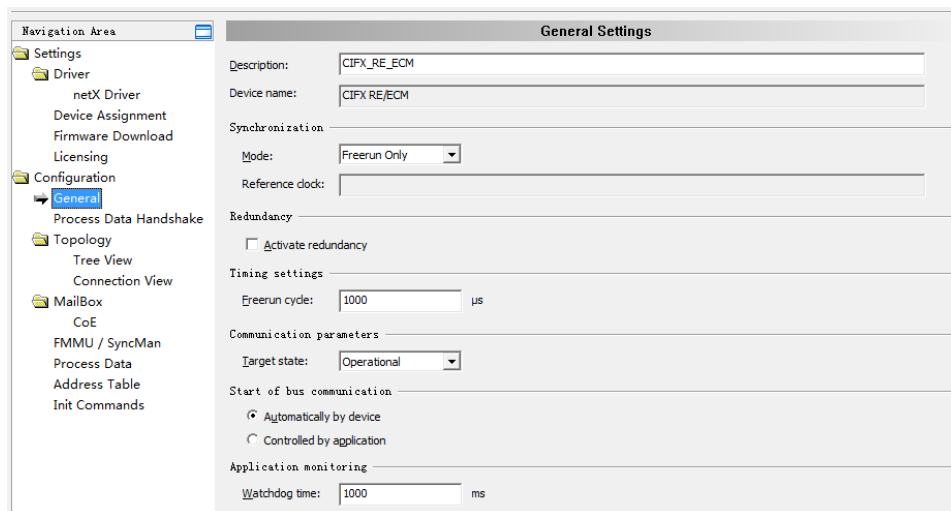 Navigation Area
Settings
Driver
netX Driver
Device Assignment
Firmware Download
Licensing
Configuration
General
Process Data Handshake
Topology
Tree View
Connection View
MailBox
CoE
FMMU / SyncMan
Process Data
Address Table
Init Commands
General Settings
Description: CIFX_RE_ECM
Device name: CIFX RE/ECM
Synchronization
Mode: Freerun Only
Reference clock:
Redundancy
Activate redundancy
Timing settings
Freerun cycle: 1000 µs
Communication parameters
Target state: Operational
Start of bus communication
Automatically by device
Controlled by application
Application monitoring
Watchdog time: 1000 ms